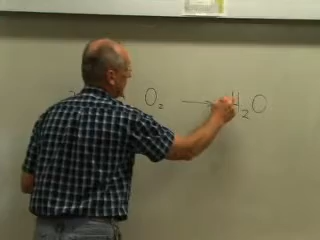 O₂ → H₂O